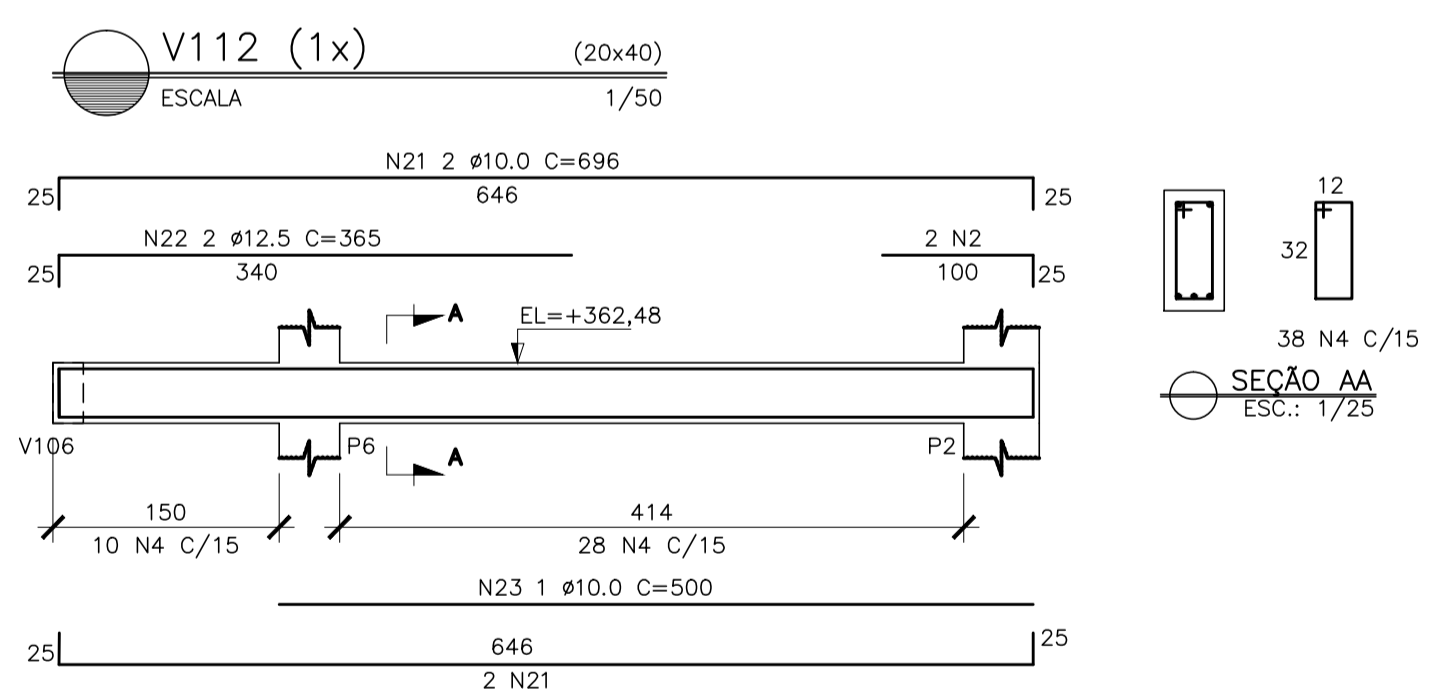 V112 (1x) (20x40)
ESCALA 1/50
N21 2 ø10.0 C=696
25 646 25
N22 2 ø12.5 C=365 2 N2
25 340 100 25
12
32
38 N4 C/15
SEÇÃO AA
ESC.: 1/25
A EL=+362,48
V106 P6 A P2
150 414
10 N4 C/15 28 N4 C/15
N23 1 ø10.0 C=500
25 646 25
2 N21